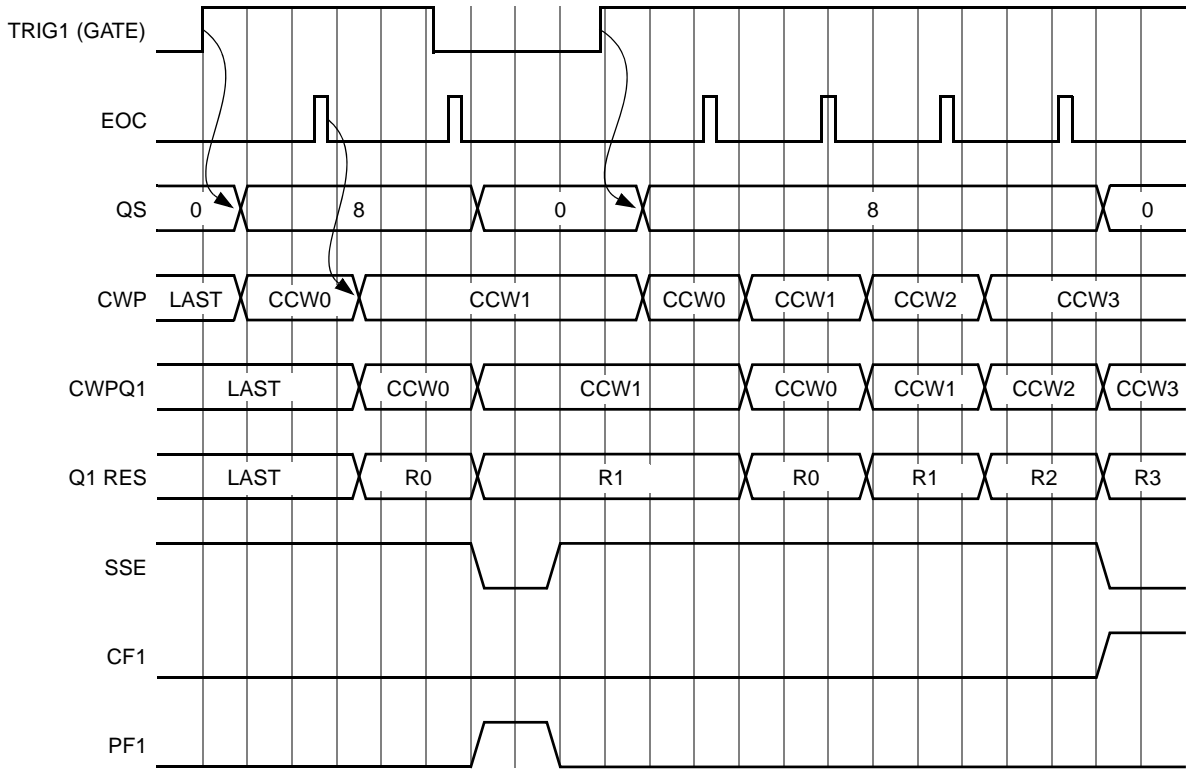 TRIG1 (GATE)
EOC
QS 0 8 0 8 0
CWP LAST CCW0 CCW1 CCW0 CCW1 CCW2 CCW3
CWPQ1 LAST CCW0 CCW1 CCW0 CCW1 CCW2 CCW3
Q1 RES LAST R0 R1 R0 R1 R2 R3
SSE
CF1
PF1